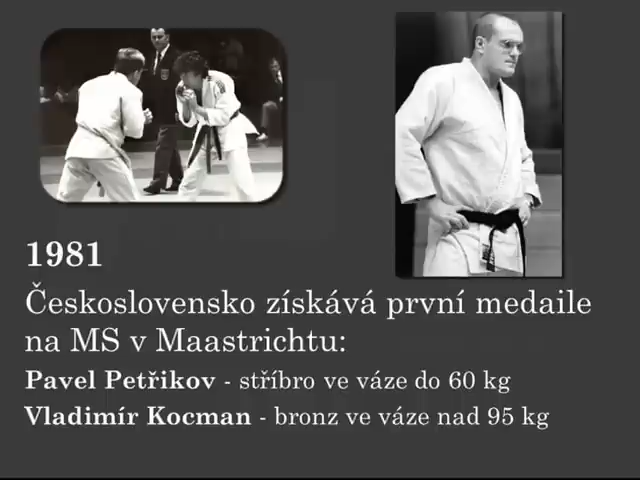 1981
Československo získává první medaile
na MS v Maastrichtu:
Pavel Petřikov - stříbro ve váze do 60 kg
Vladimír Kocman - bronz ve váze nad 95 kg